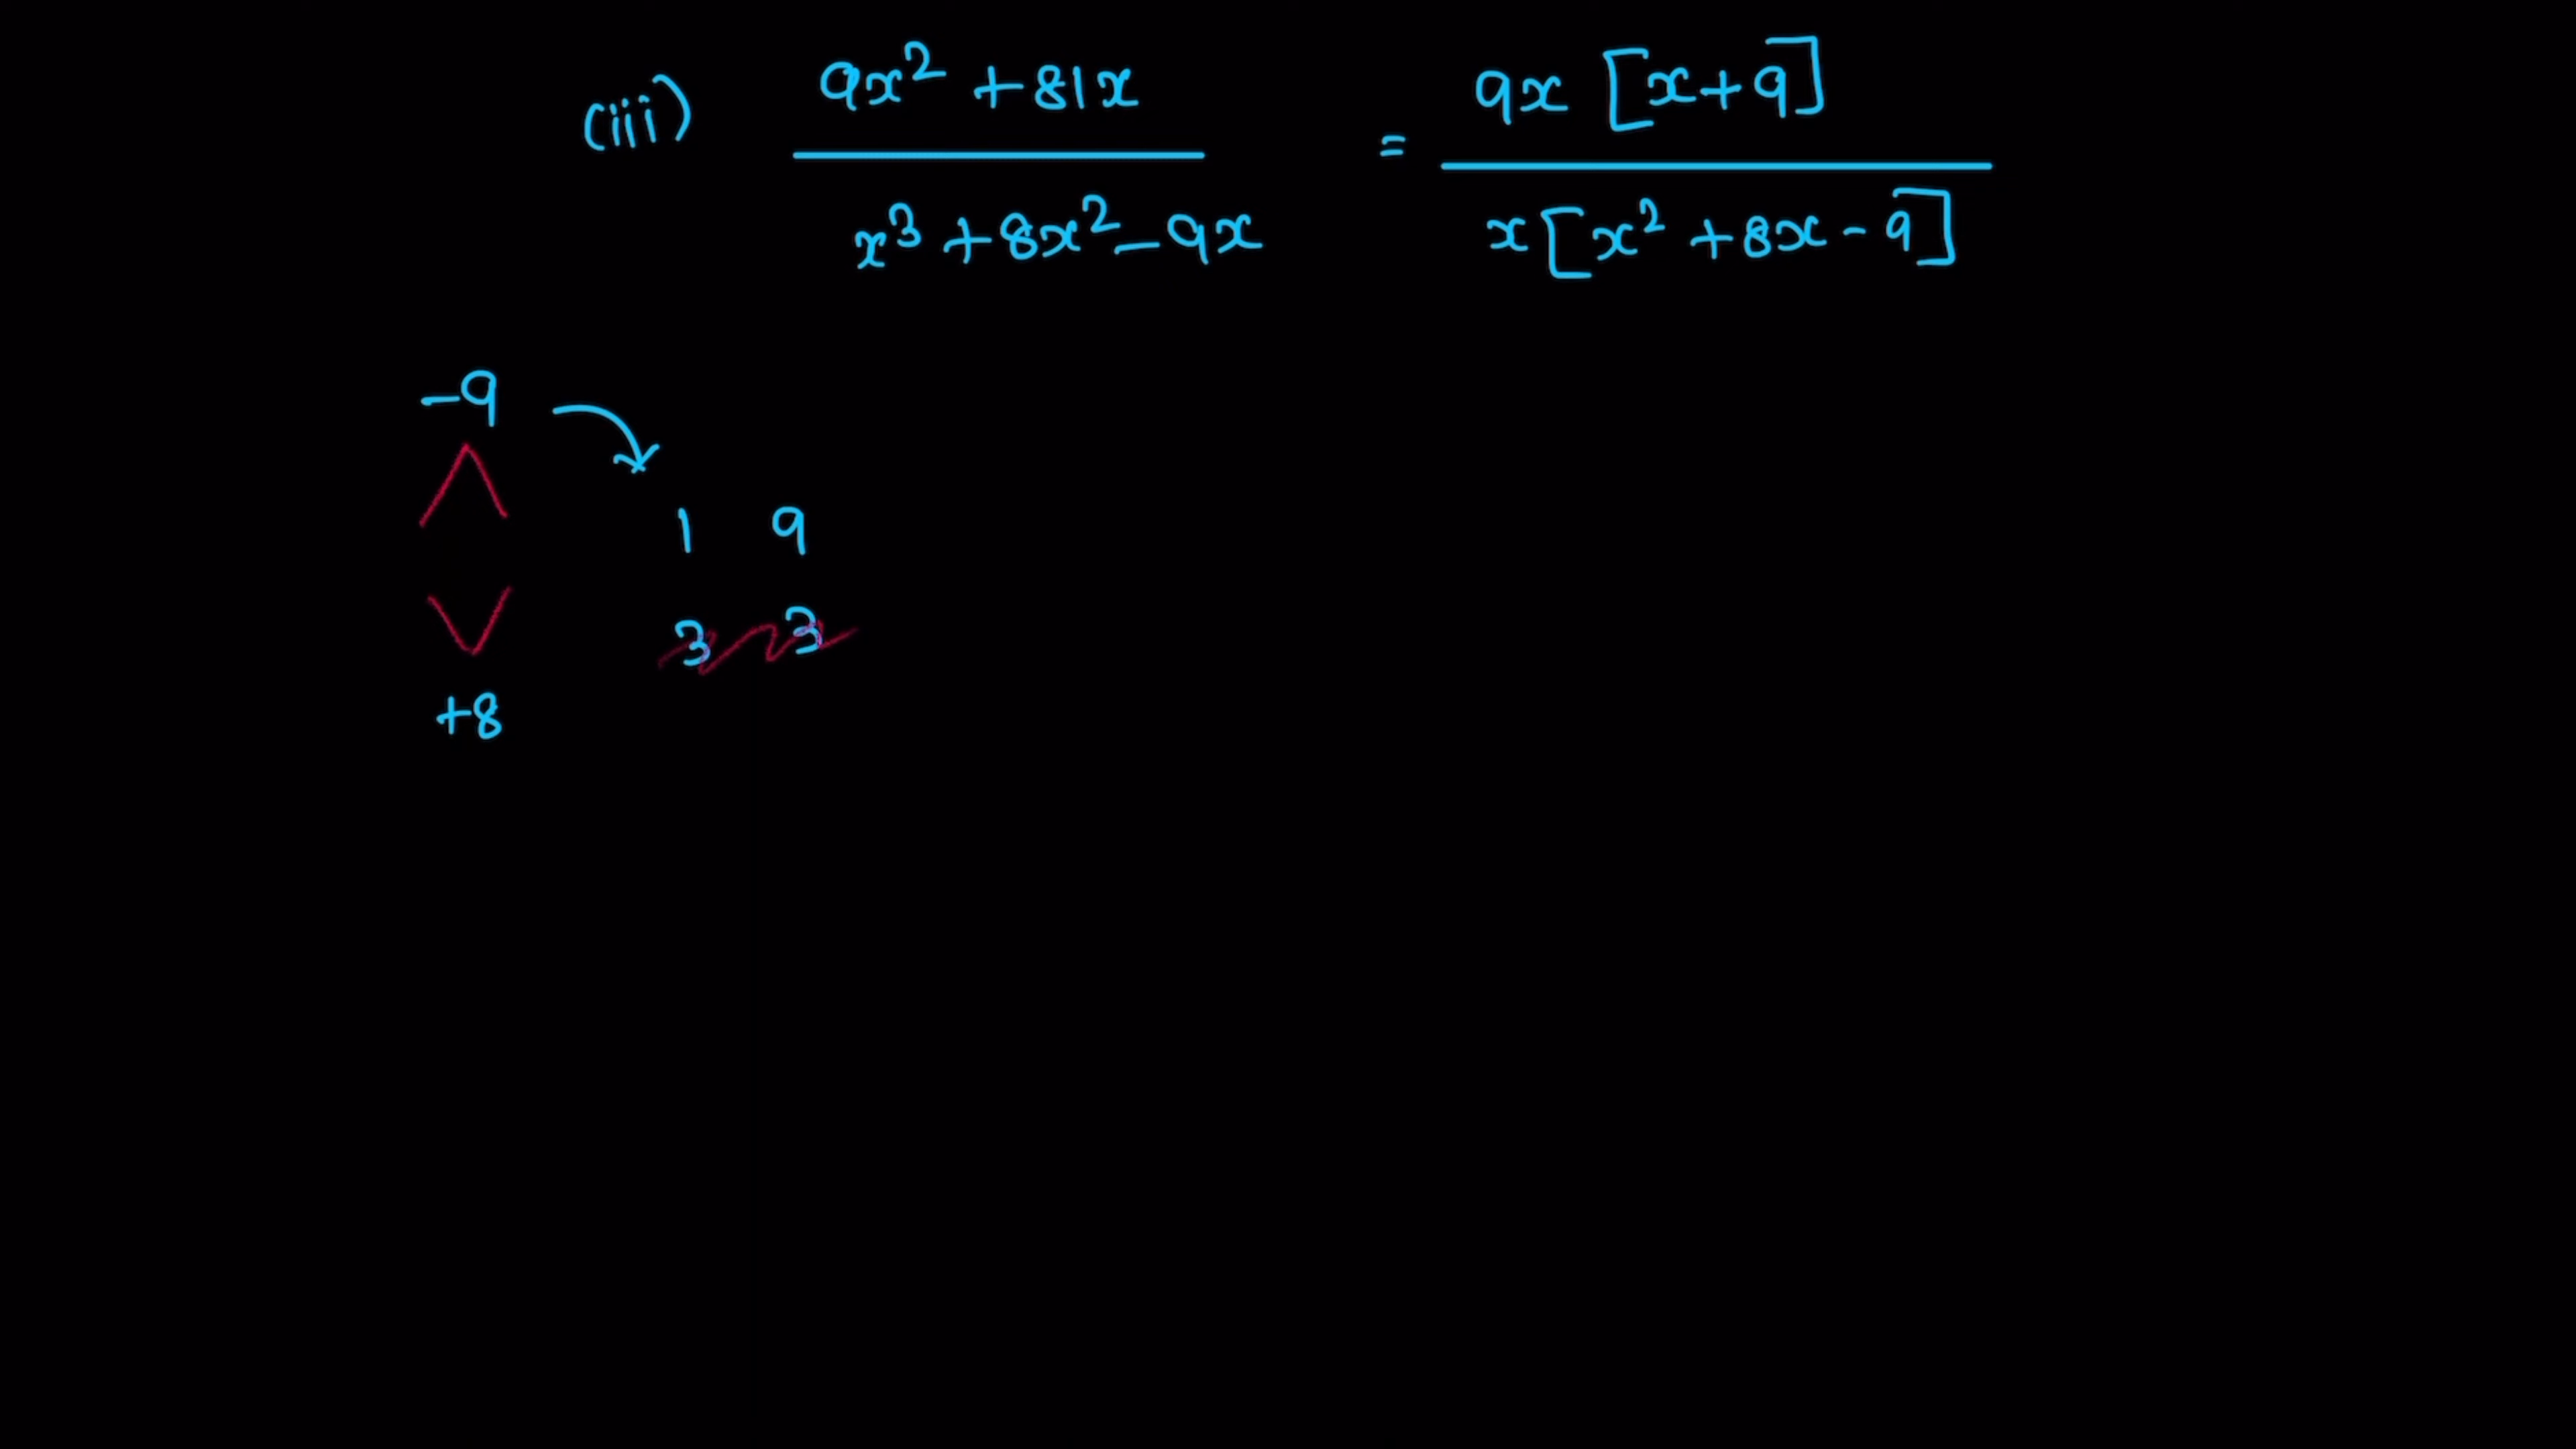 (iii) 9x² + 81x = 9x [x + 9]
x³ + 8x² - 9x x [x² + 8x - 9]
-9
1 9
3 3
+8